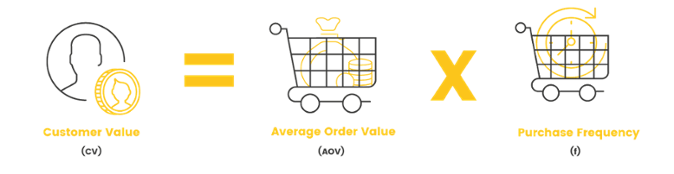 Customer Value
(CV)
=
Average Order Value
(AOV)
X
Purchase Frequency
(f)